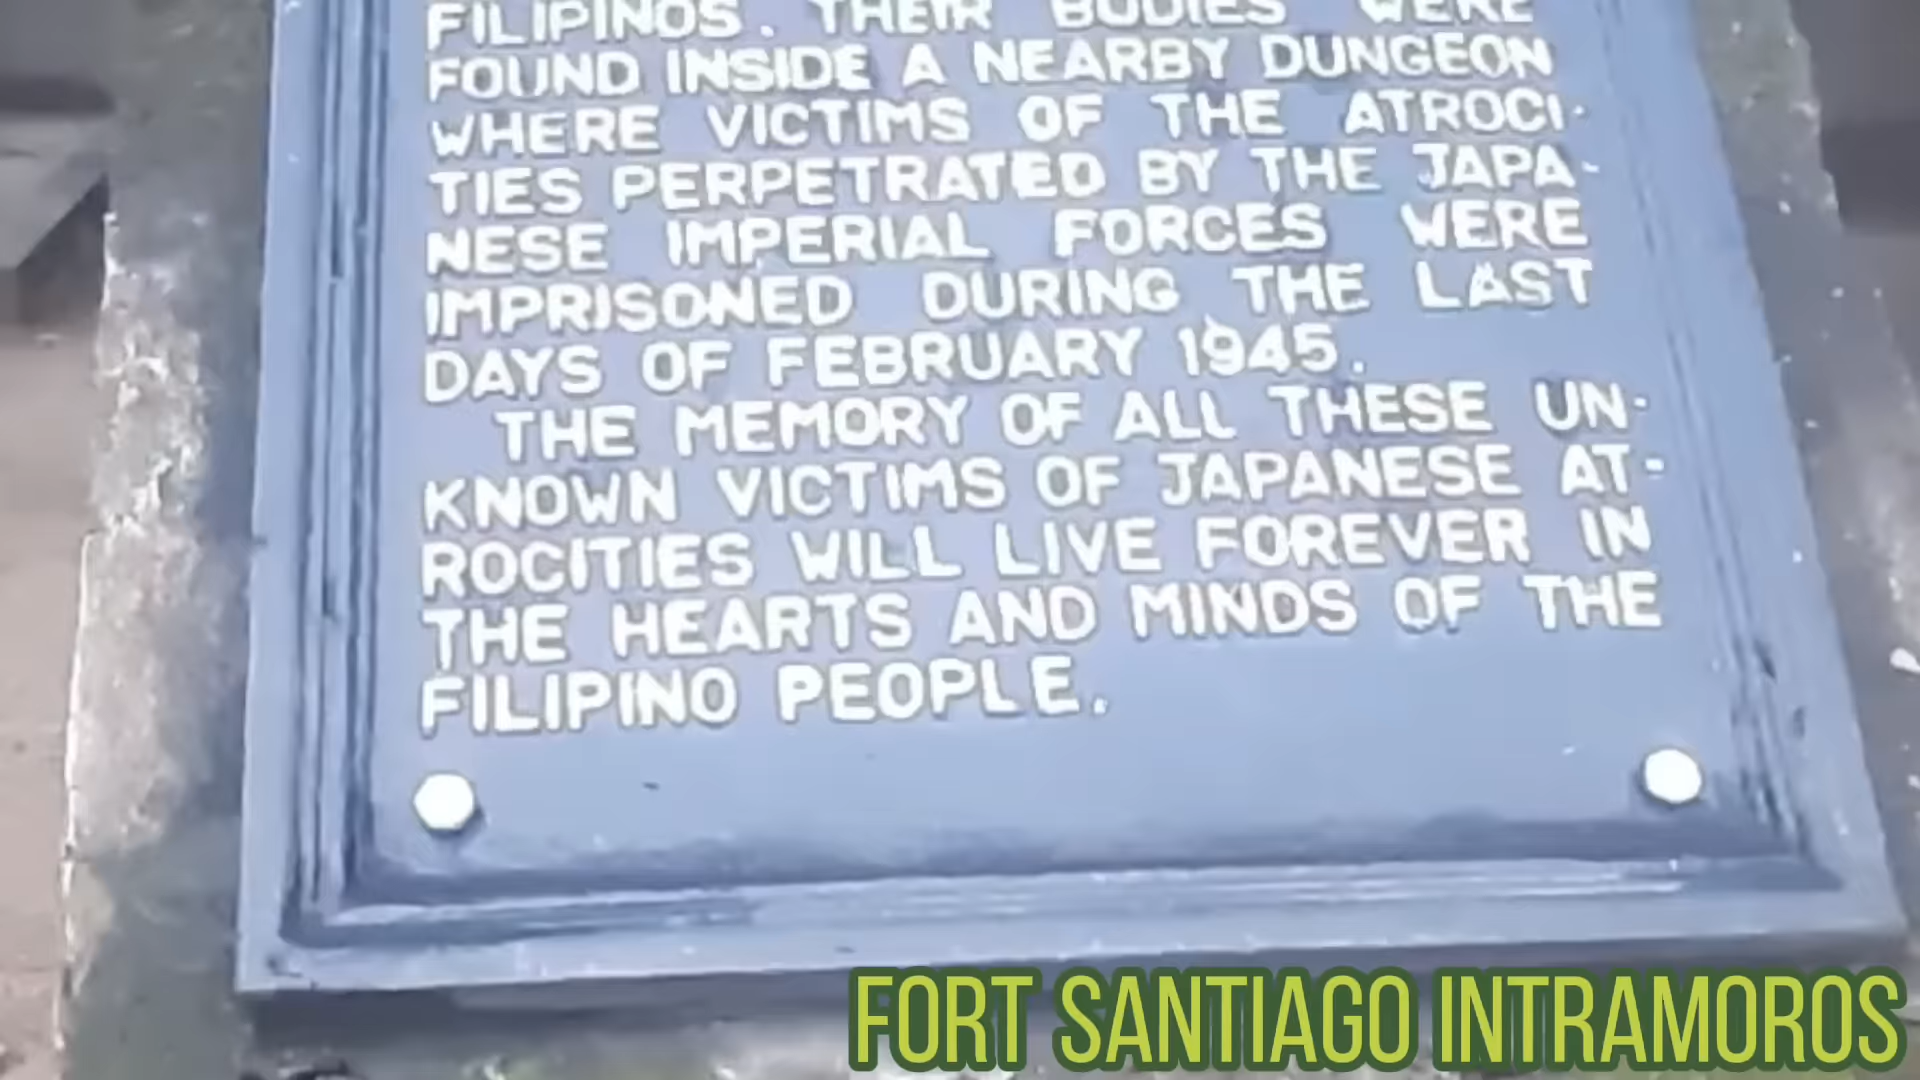 FILIPINOS. THEIR BODIES WERE
FOUND INSIDE A NEARBY DUNGEON
WHERE VICTIMS OF THE ATROCI-
TIES PERPETRATED BY THE JAPA-
NESE IMPERIAL FORCES WERE
IMPRISONED DURING THE LAST
DAYS OF FEBRUARY 1945.
THE MEMORY OF ALL THESE UN-
KNOWN VICTIMS OF JAPANESE AT-
ROCITIES WILL LIVE FOREVER IN
THE HEARTS AND MINDS OF THE
FILIPINO PEOPLE.
FORT SANTIAGO INTRAMOROS